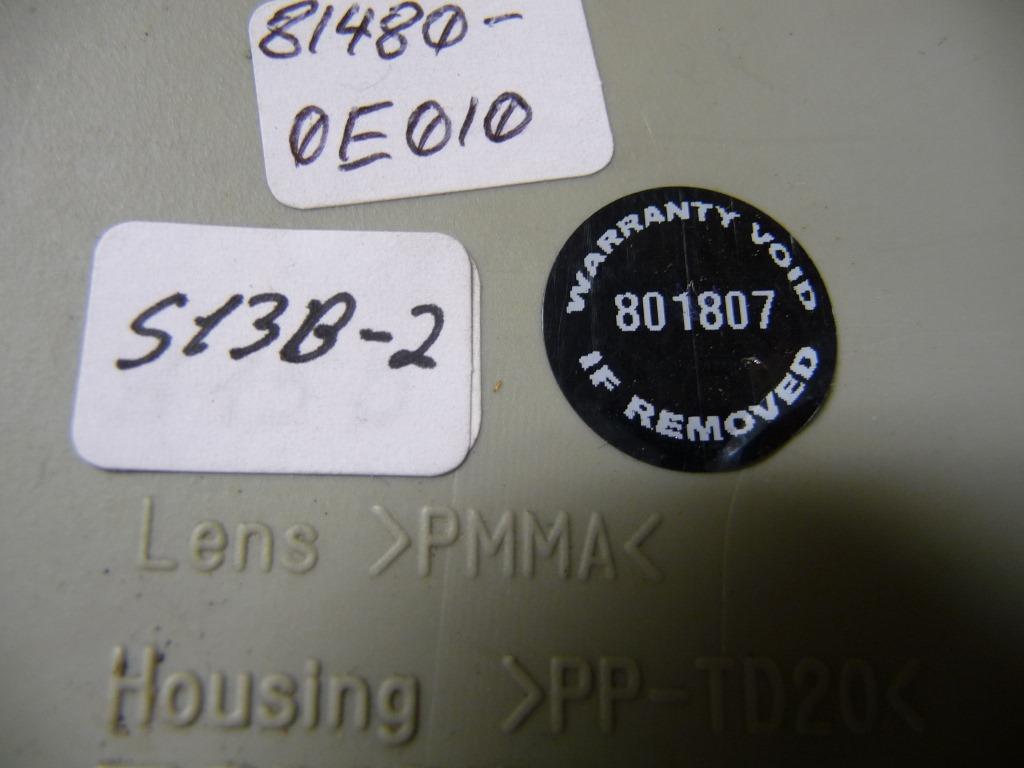 81480-
0E010
S13B-2
WARRANTY VOID
801807
IF REMOVED
Lens >PMMA<
Housing >PP-TD20<